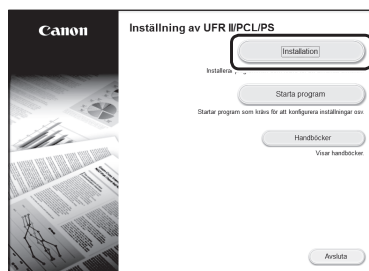 Canon
Inställning av UFR II/PCL/PS
Installation
Installera
Starta program
Startar program som krävs för att konfigurera inställningar osv.
Handböcker
Visar handböcker.
Avsluta